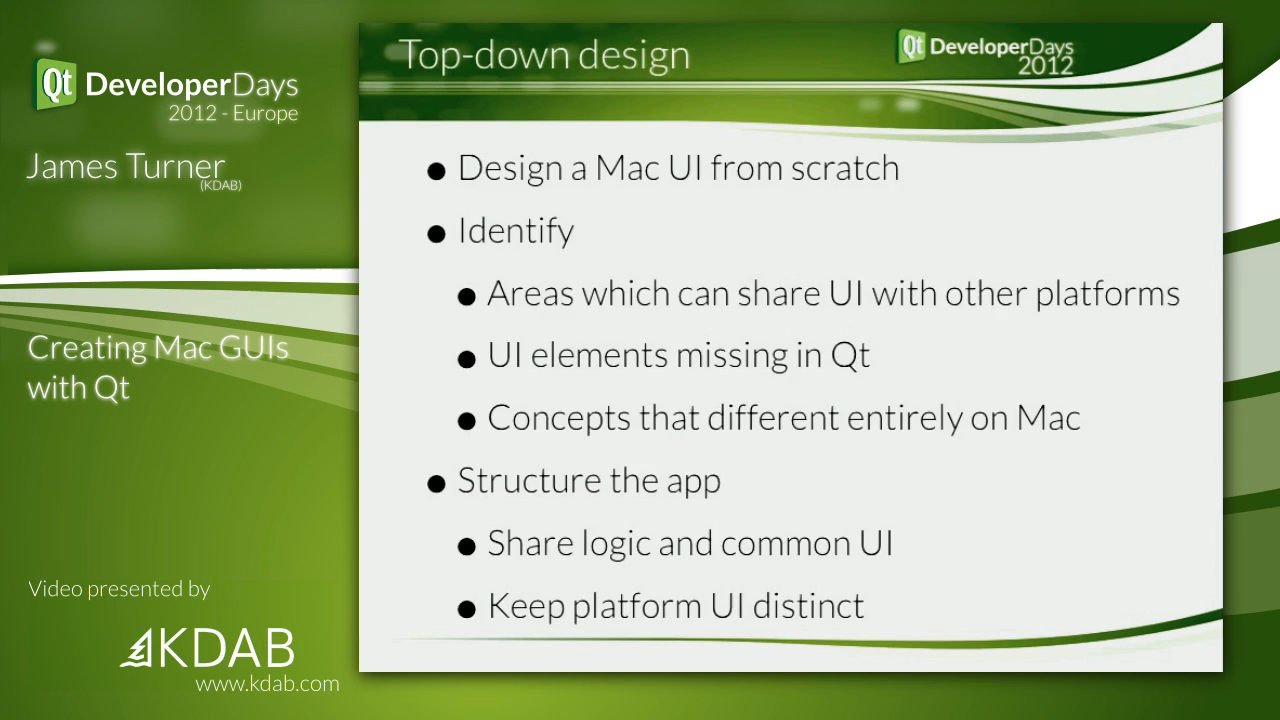 Qt DeveloperDays
2012 - Europe
James Turner
(KDAB)
Creating Mac GUIs
with Qt
Video presented by
KDAB
www.kdab.com
Top-down design
Qt DeveloperDays
2012
● Design a Mac UI from scratch
● Identify
● Areas which can share UI with other platforms
● UI elements missing in Qt
● Concepts that different entirely on Mac
● Structure the app
● Share logic and common UI
● Keep platform UI distinct